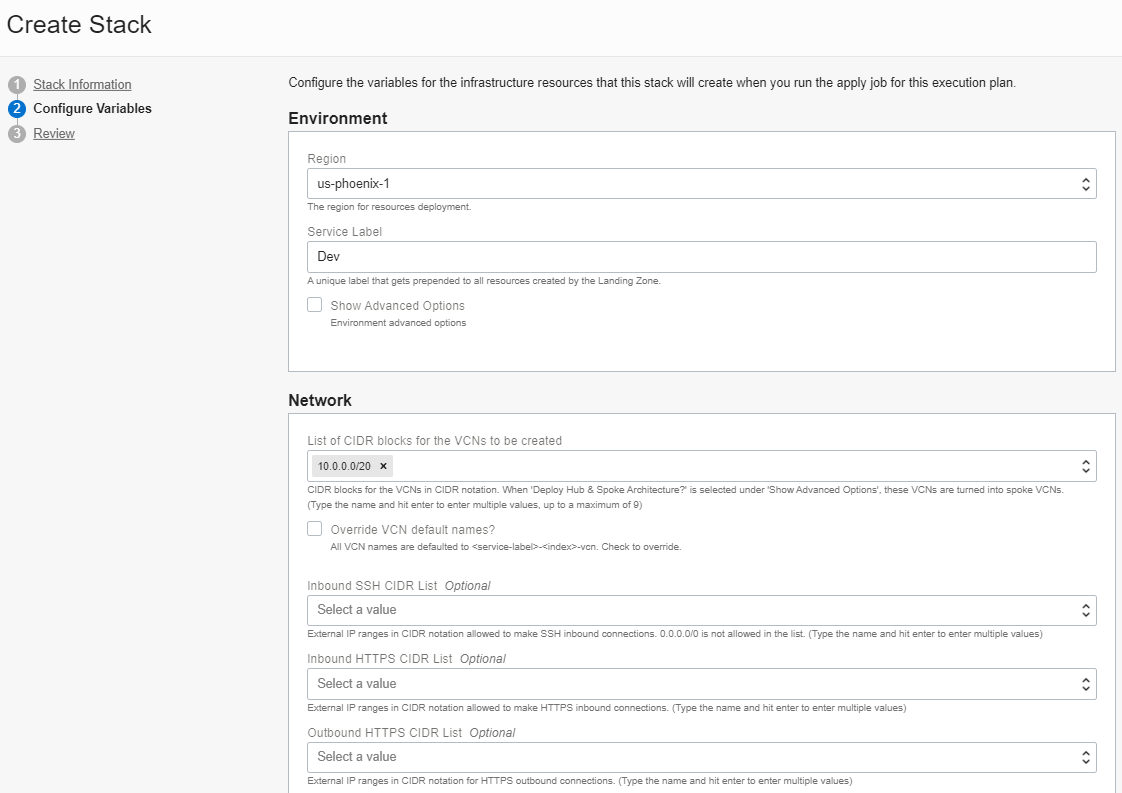 Create Stack
1 Stack Information
2 Configure Variables
3 Review
Configure the variables for the infrastructure resources that this stack will create when you run the apply job for this execution plan.
Environment
Region
us-phoenix-1
The region for resources deployment.
Service Label
Dev
A unique label that gets prepended to all resources created by the Landing Zone.
Show Advanced Options
Environment advanced options
Network
List of CIDR blocks for the VCNs to be created
10.0.0.0/20 ×
CIDR blocks for the VCNs in CIDR notation. When 'Deploy Hub & Spoke Architecture?' is selected under 'Show Advanced Options', these VCNs are turned into spoke VCNs.
(Type the name and hit enter to enter multiple values, up to a maximum of 9)
Override VCN default names?
All VCN names are defaulted to <service-label>-<index>-vcn. Check to override.
Inbound SSH CIDR List Optional
Select a value
External IP ranges in CIDR notation allowed to make SSH inbound connections. 0.0.0.0/0 is not allowed in the list. (Type the name and hit enter to enter multiple values)
Inbound HTTPS CIDR List Optional
Select a value
External IP ranges in CIDR notation allowed to make HTTPS inbound connections. (Type the name and hit enter to enter multiple values)
Outbound HTTPS CIDR List Optional
Select a value
External IP ranges in CIDR notation for HTTPS outbound connections. (Type the name and hit enter to enter multiple values)